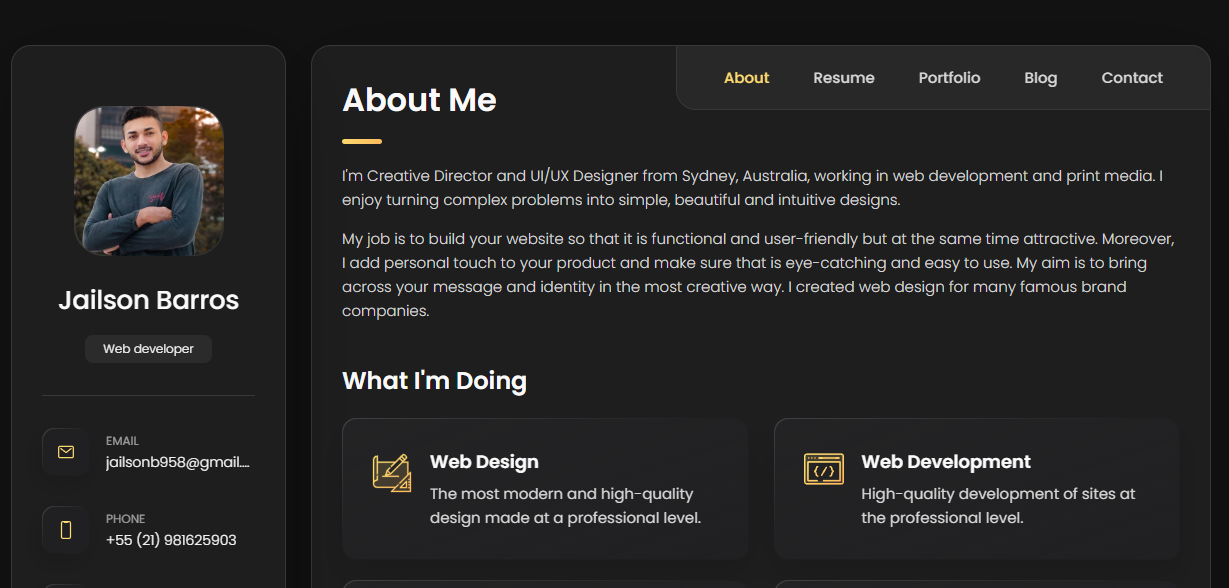 About
Resume
Portfolio
Blog
Contact
Jailson Barros
Web developer
EMAIL
jailsonb958@gmail....
PHONE
+55 (21) 981625903
About Me
I'm Creative Director and UI/UX Designer from Sydney, Australia, working in web development and print media. I
enjoy turning complex problems into simple, beautiful and intuitive designs.
My job is to build your website so that it is functional and user-friendly but at the same time attractive. Moreover,
I add personal touch to your product and make sure that is eye-catching and easy to use. My aim is to bring
across your message and identity in the most creative way. I created web design for many famous brand
companies.
What I'm Doing
Web Design
The most modern and high-quality
design made at a professional level.
Web Development
High-quality development of sites at
the professional level.